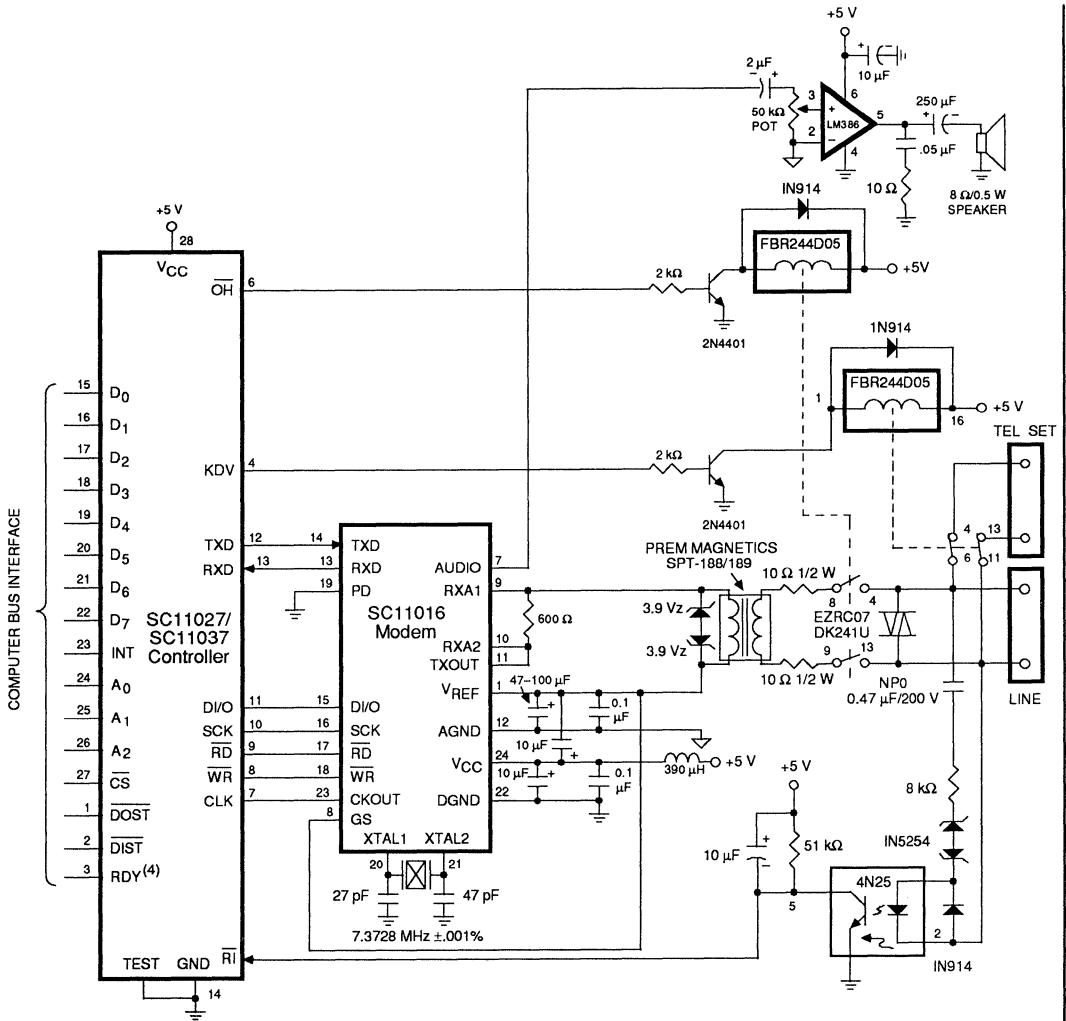 +5 V
+
−
10 µF
2 µF
−
+
3
6
50 kΩ
POT
+
LM386
−
2
4
5
250 µF
+
−
.05 µF
10 Ω
8 Ω/0.5 W
SPEAKER
IN914
FBR244D05
+5V
2 kΩ
2N4401
+5 V
28
VCC
OH
6
1N914
FBR244D05
1
16
+5 V
TEL SET
KDV
4
2 kΩ
2N4401
COMPUTER BUS INTERFACE
15
D0
16
D1
17
D2
18
D3
19
D4
20
D5
21
D6
22
D7
23
INT
24
A0
25
A1
26
A2
27
CS
1
DOST
2
DIST
3
RDY(4)
SC11027/
SC11037
Controller
TXD
12
14
TXD
RXD
13
13
RXD
19
PD
SC11016
Modem
AUDIO
7
RXA1
9
600 Ω
RXA2
10
TXOUT
11
VREF
1
AGND
12
VCC
24
DGND
22
DI/O
11
15
DI/O
SCK
10
16
SCK
RD
9
17
RD
WR
8
18
WR
CLK
7
23
CKOUT
8
GS
XTAL1
XTAL2
20
21
27 pF
47 pF
7.3728 MHz ±.001%
47–100 µF
+
0.1
µF
10 µF
+
10 µF
+
0.1
µF
390 µH
+5 V
PREM MAGNETICS
SPT-188/189
3.9 Vz
3.9 Vz
10 Ω 1/2 W
8
4
EZRC07
DK241U
9
13
10 Ω 1/2 W
NP0
0.47 µF/200 V
4
6
13
11
LINE
8 kΩ
IN5254
+5 V
10 µF
+
−
51 kΩ
5
4N25
2
IN914
TEST
GND
RI
14